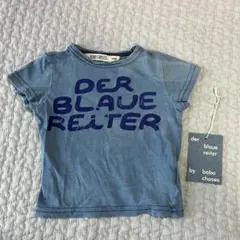 DER
BLAUE
REITER
der
blaue
reiter
by bobo
choses